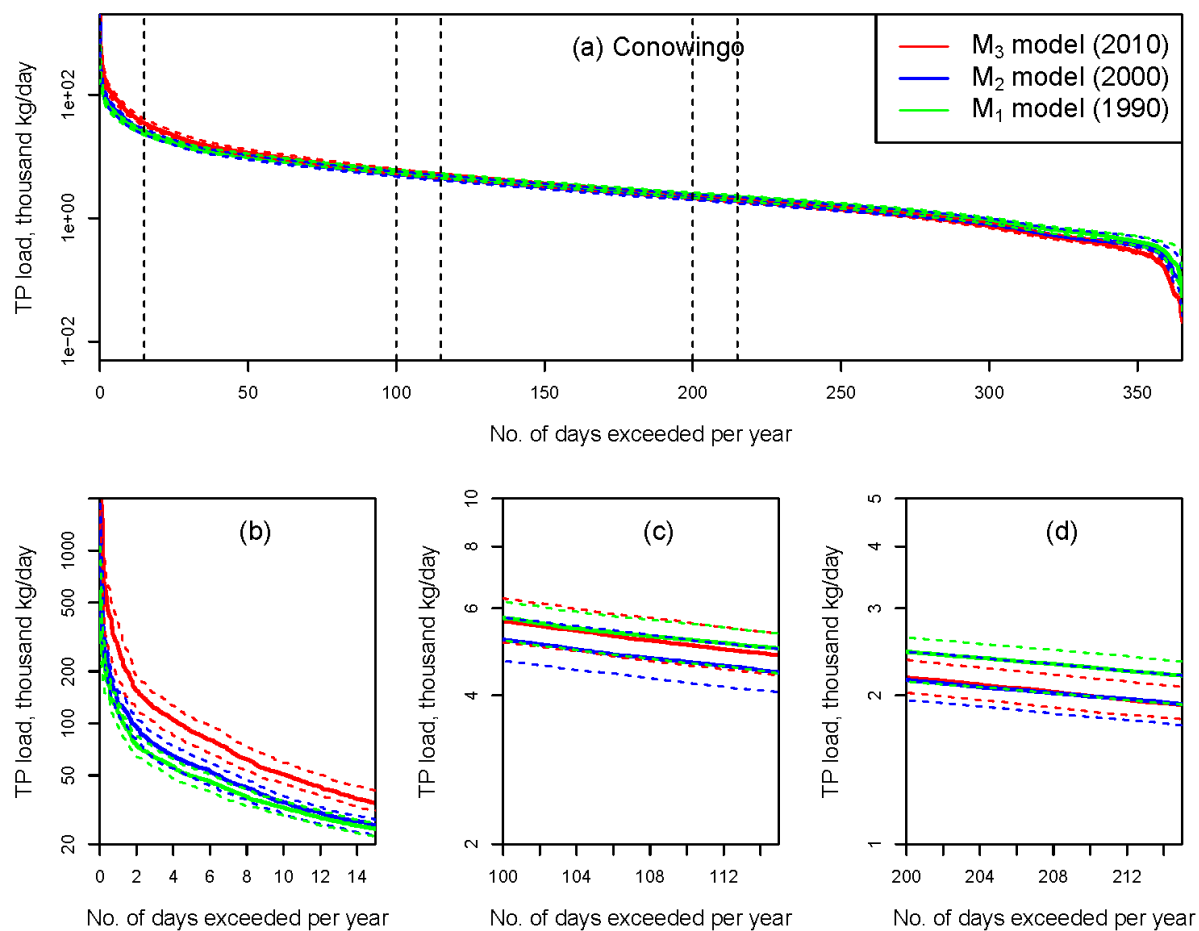 (a) Conowingo
M3 model (2010)
M2 model (2000)
M1 model (1990)
TP load, thousand kg/day
1e+02
1e+00
1e−02
0 50 100 150 200 250 300 350
No. of days exceeded per year
(b)
TP load, thousand kg/day
1000
500
200
100
50
20
0 2 4 6 8 10 12 14
No. of days exceeded per year
(c)
TP load, thousand kg/day
10
8
6
4
2
100 104 108 112
No. of days exceeded per year
(d)
TP load, thousand kg/day
5
4
3
2
1
200 204 208 212
No. of days exceeded per year